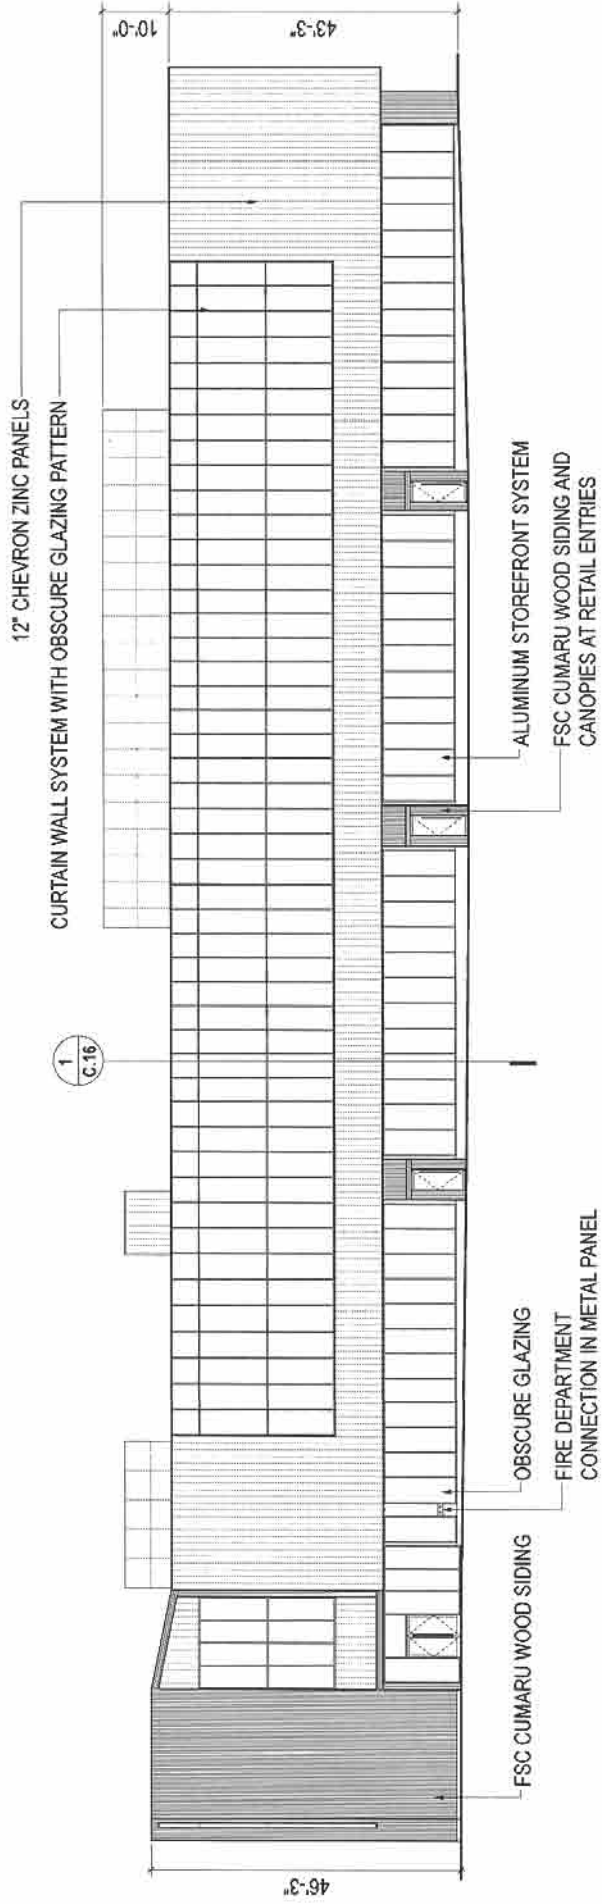 12" CHEVRON ZINC PANELS
CURTAIN WALL SYSTEM WITH OBSCURE GLAZING PATTERN
10'-0"
43'-3"
46'-3"
1
C.16
FSC CUMARU WOOD SIDING
OBSCURE GLAZING
FIRE DEPARTMENT
CONNECTION IN METAL PANEL
ALUMINUM STOREFRONT SYSTEM
FSC CUMARU WOOD SIDING AND
CANOPIES AT RETAIL ENTRIES